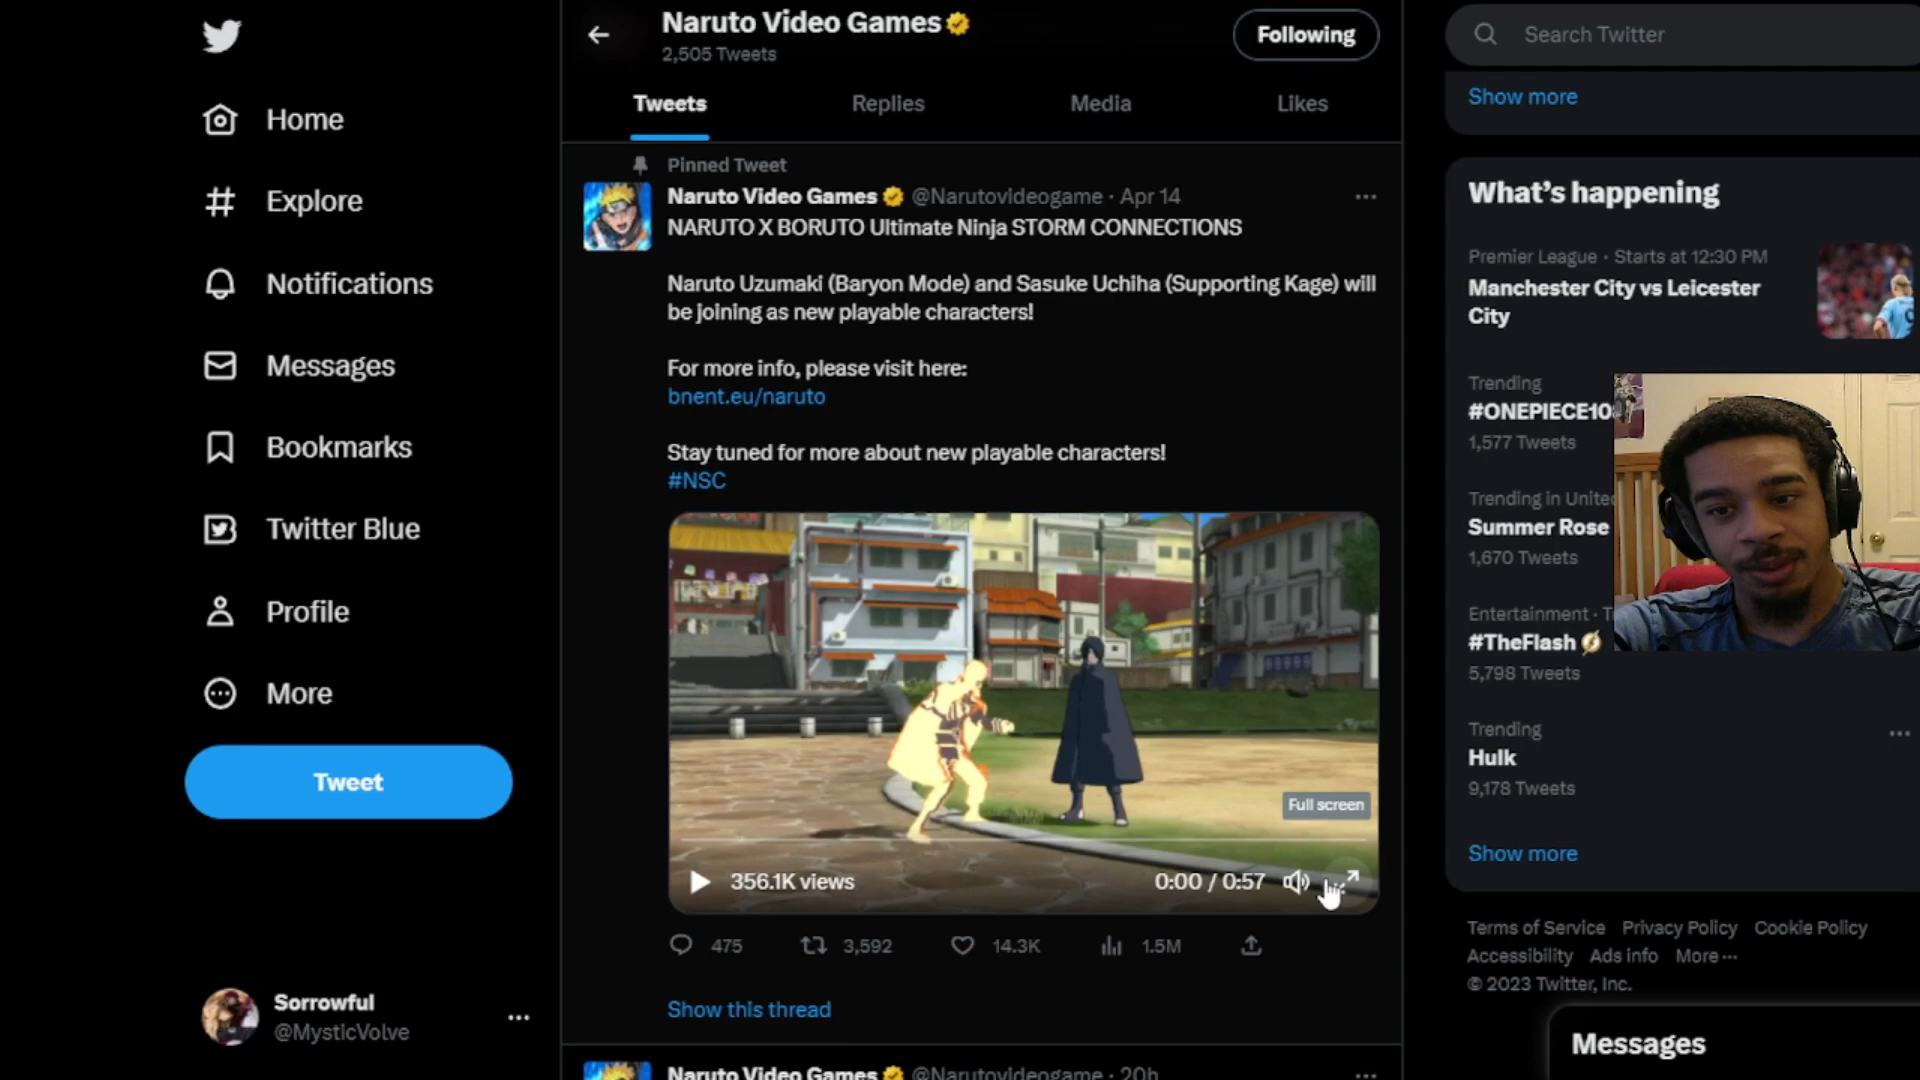 Home
Explore
Notifications
Messages
Bookmarks
Twitter Blue
Profile
More
Tweet
Sorrowful
@MysticVolve
Naruto Video Games
2,505 Tweets
Following
Tweets
Replies
Media
Likes
Pinned Tweet
Naruto Video Games @Narutovideogame · Apr 14
NARUTO X BORUTO Ultimate Ninja STORM CONNECTIONS
Naruto Uzumaki (Baryon Mode) and Sasuke Uchiha (Supporting Kage) will
be joining as new playable characters!
For more info, please visit here:
bnent.eu/naruto
Stay tuned for more about new playable characters!
#NSC
Full screen
356.1K views
0:00 / 0:57
475
3,592
14.3K
1.5M
Show this thread
Naruto Video Games @Narutovideogame · 20h
Search Twitter
Show more
What's happening
Premier League · Starts at 12:30 PM
Manchester City vs Leicester
City
Trending
#ONEPIECE10
1,577 Tweets
Trending in United
Summer Rose
1,670 Tweets
Entertainment · T
#TheFlash
5,798 Tweets
Trending
Hulk
9,178 Tweets
Show more
Terms of Service Privacy Policy Cookie Policy
Accessibility Ads info More
© 2023 Twitter, Inc.
Messages